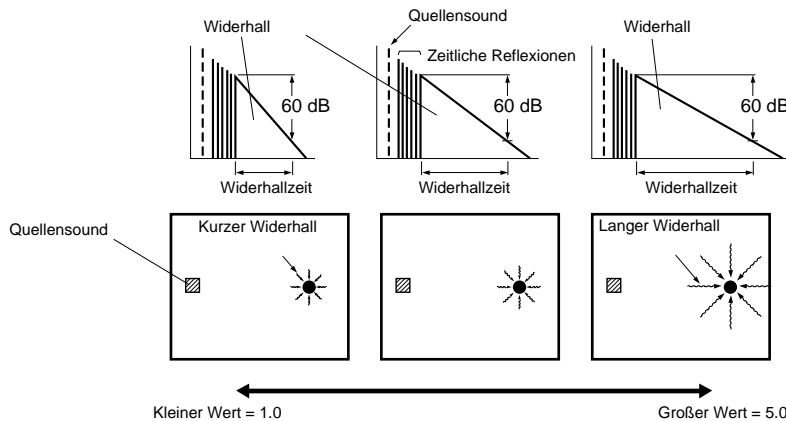 Quellensound
Widerhall
Zeitliche Reflexionen
Widerhall
60 dB
60 dB
60 dB
Widerhallzeit
Widerhallzeit
Widerhallzeit
Quellensound
Kurzer Widerhall
Langer Widerhall
Kleiner Wert = 1.0
Großer Wert = 5.0